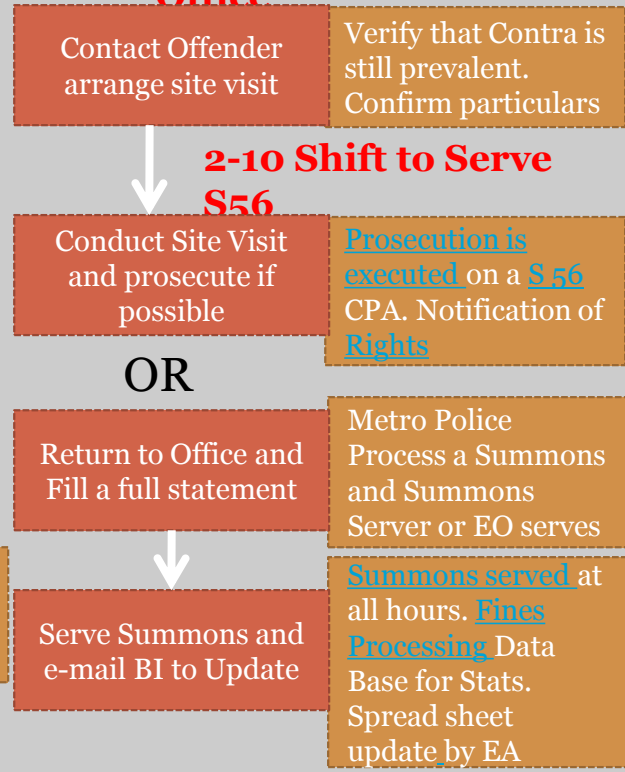 Office
Contact Offender
arrange site visit
Verify that Contra is
still prevalent.
Confirm particulars
2-10 Shift to Serve
S56
Conduct Site Visit
and prosecute if
possible
Prosecution is
executed on a S 56
CPA. Notification of
Rights
OR
Return to Office and
Fill a full statement
Metro Police
Process a Summons
and Summons
Server or EO serves
Serve Summons and
e-mail BI to Update
Summons served at
all hours. Fines
Processing Data
Base for Stats.
Spread sheet
update by EA